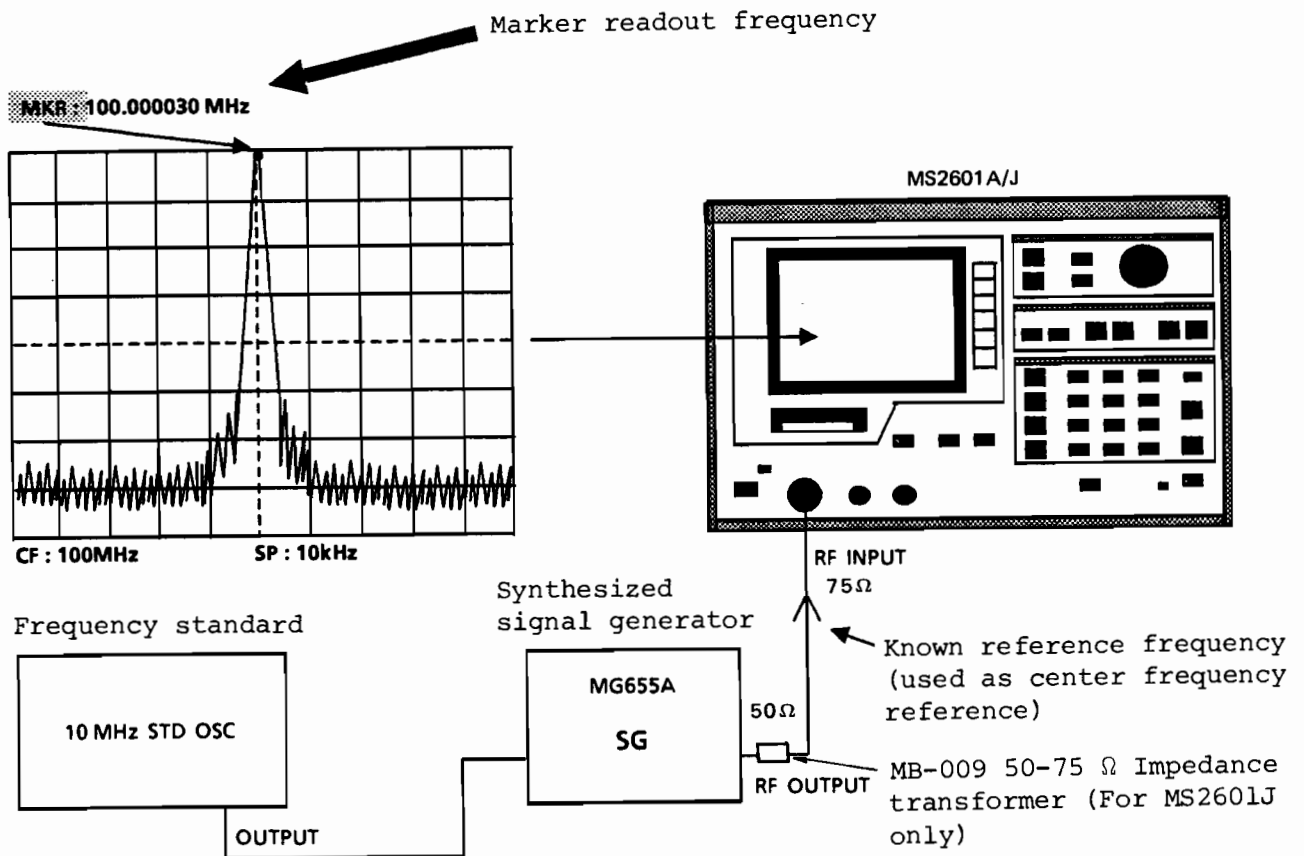 Marker readout frequency
MKR : 100.000030 MHz
MS2601A/J
CF : 100MHz
SP : 10kHz
RF INPUT
75Ω
Synthesized
signal generator
Frequency standard
Known reference frequency
(used as center frequency
reference)
MG655A
SG
50Ω
10 MHz STD OSC
RF OUTPUT
MB-009 50-75 Ω Impedance
transformer (For MS2601J
only)
OUTPUT